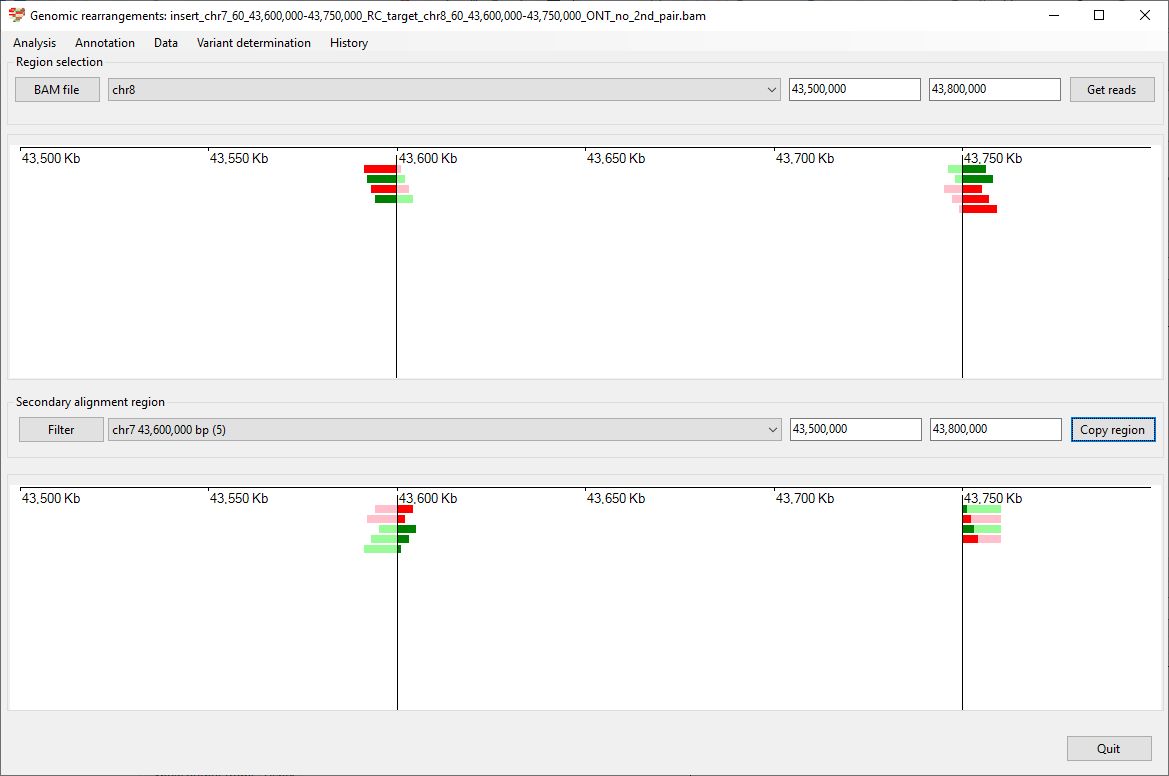 Genomic rearrangements: insert_chr7_60_43,600,000-43,750,000_RC_target_chr8_60_43,600,000-43,750,000_ONT_no_2nd_pair.bam
Analysis Annotation Data Variant determination History
Region selection
BAM file chr8 43,500,000 43,800,000 Get reads
43,500 Kb 43,550 Kb 43,600 Kb 43,650 Kb 43,700 Kb 43,750 Kb
Secondary alignment region
Filter chr7 43,600,000 bp (5) 43,500,000 43,800,000 Copy region
43,500 Kb 43,550 Kb 43,600 Kb 43,650 Kb 43,700 Kb 43,750 Kb
Quit